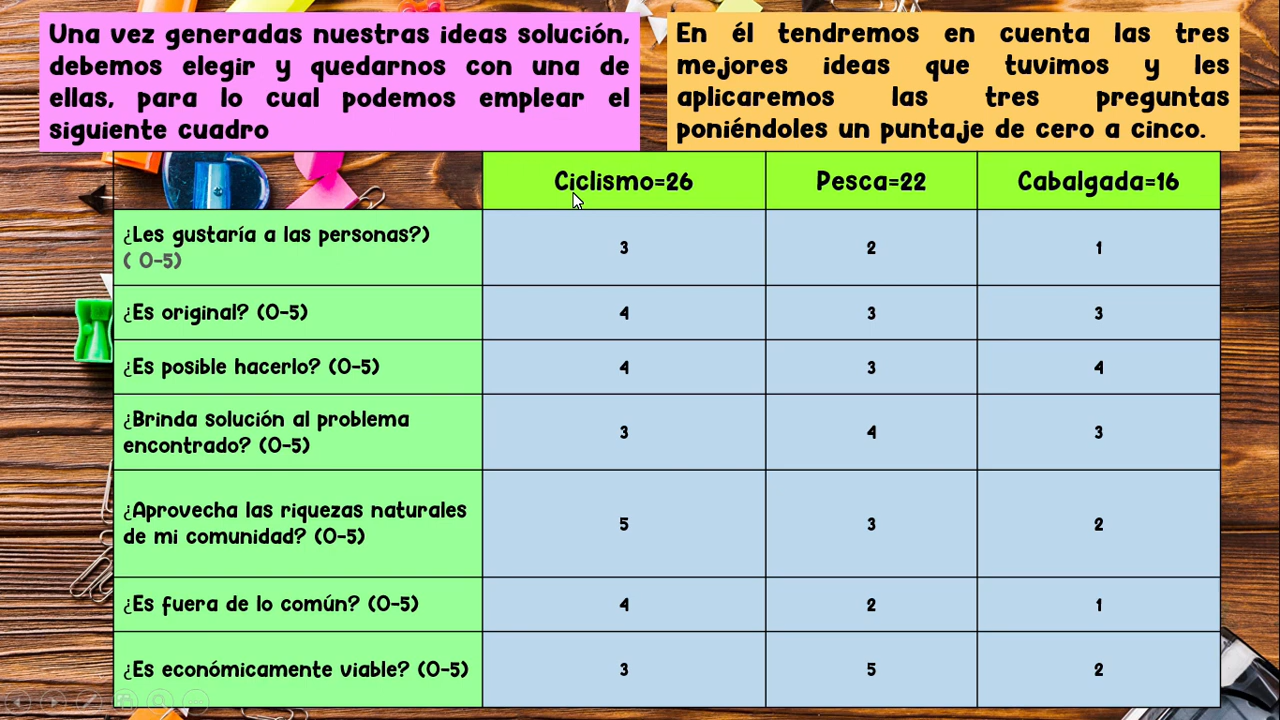 Una vez generadas nuestras ideas solución,
debemos elegir y quedarnos con una de
ellas, para lo cual podemos emplear el
siguiente cuadro
En él tendremos en cuenta las tres
mejores ideas que tuvimos y les
aplicaremos las tres preguntas
poniéndoles un puntaje de cero a cinco.
Ciclismo=26 Pesca=22 Cabalgada=16
¿Les gustaría a las personas?)
( 0-5)
3 2 1
¿Es original? (0-5) 4 3 3
¿Es posible hacerlo? (0-5) 4 3 4
¿Brinda solución al problema
encontrado? (0-5)
3 4 3
¿Aprovecha las riquezas naturales
de mi comunidad? (0-5)
5 3 2
¿Es fuera de lo común? (0-5) 4 2 1
¿Es económicamente viable? (0-5) 3 5 2